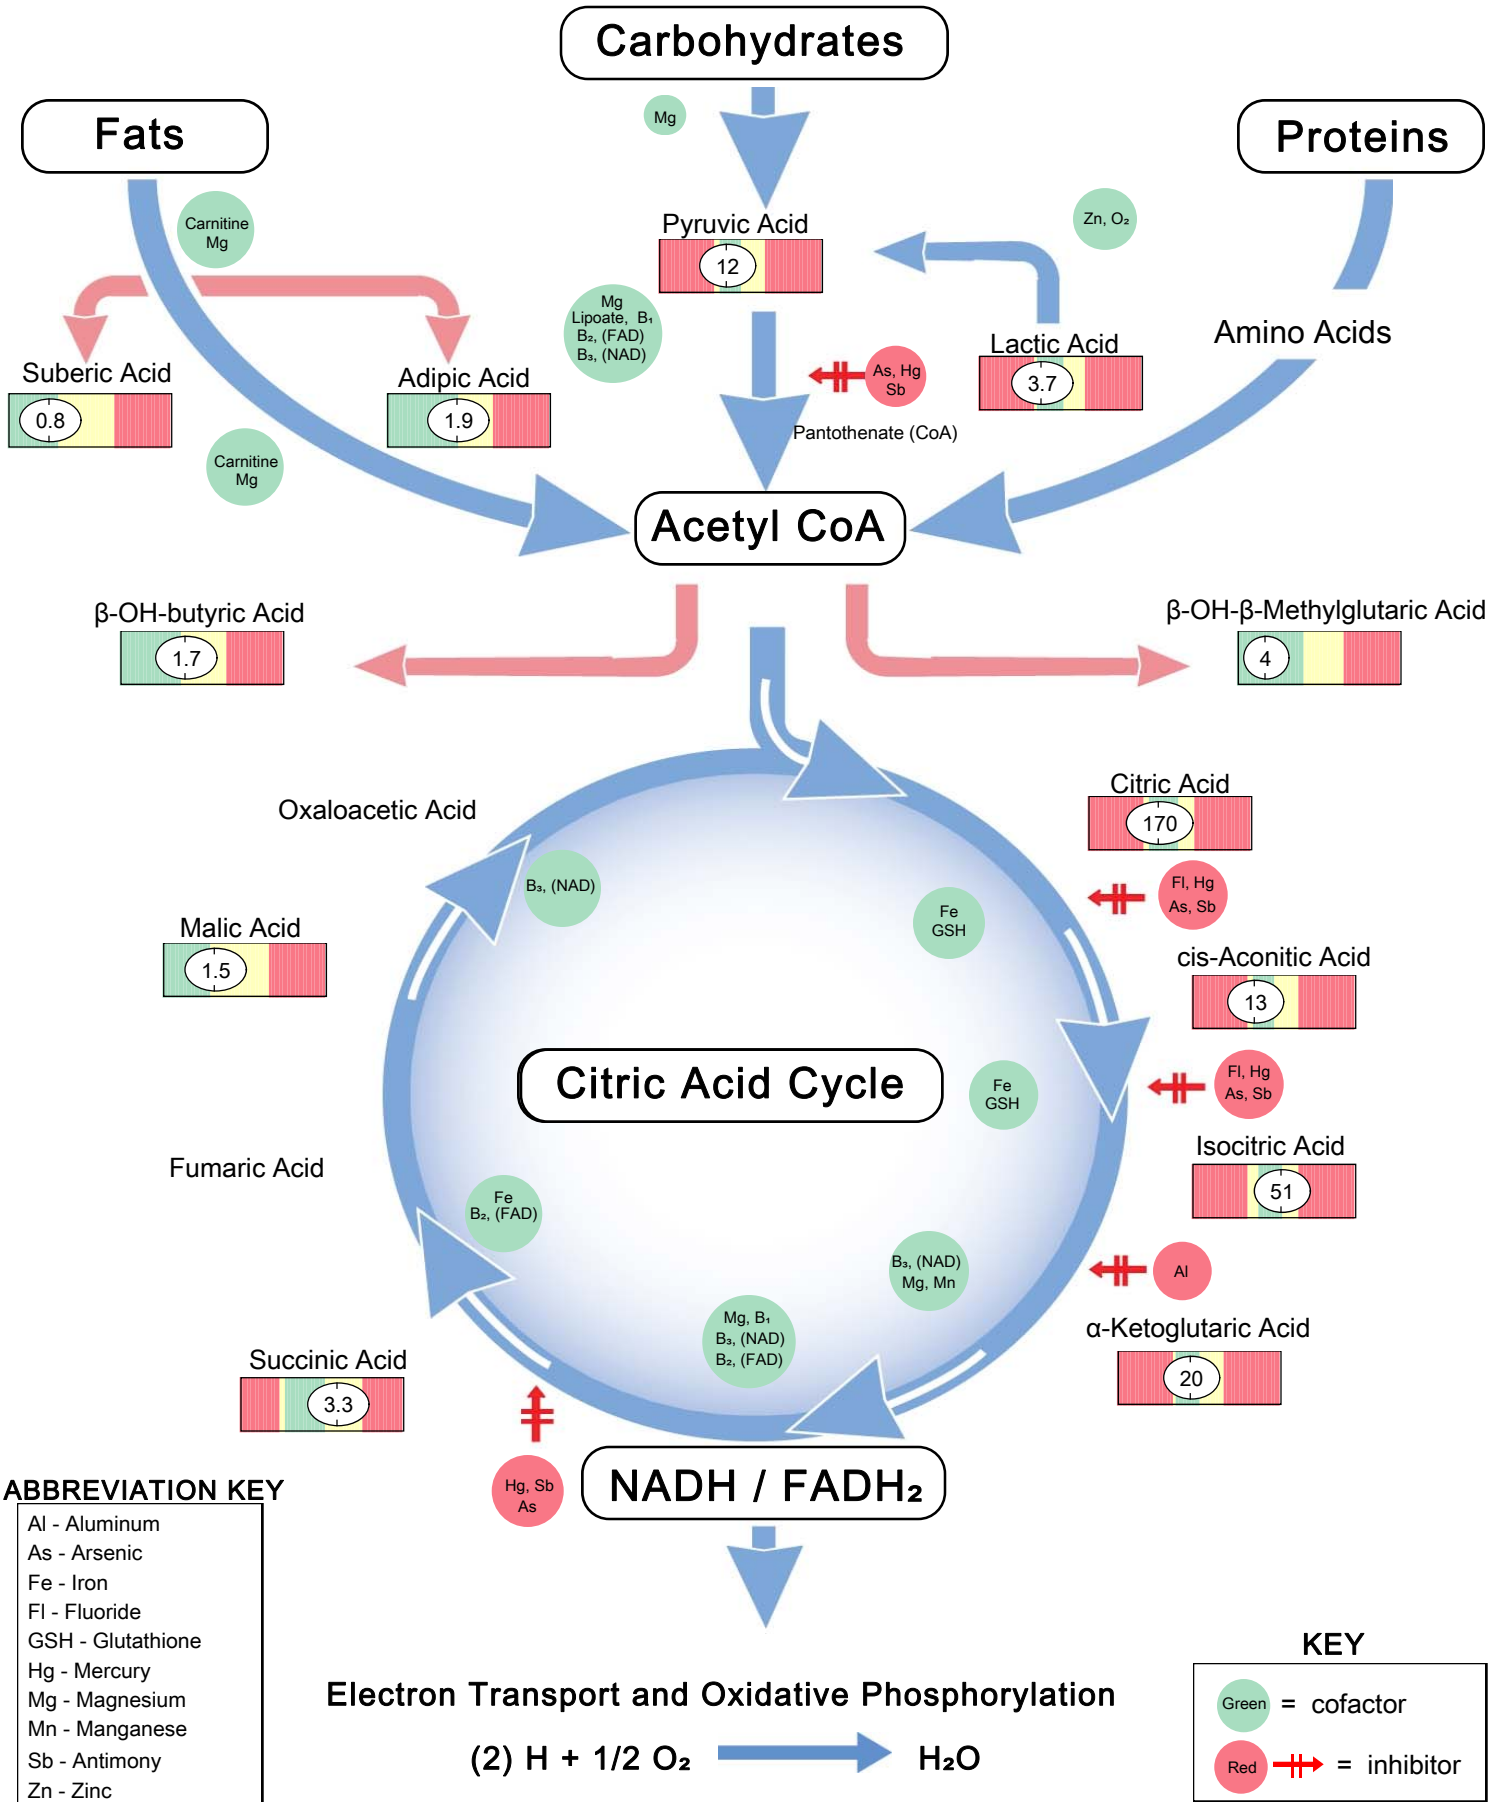 Carbohydrates
Fats
Proteins
Mg
Carnitine
Mg
Zn, O₂
Pyruvic Acid
12
Mg
Lipoate, B₁
B₂, (FAD)
B₃, (NAD)
Amino Acids
Lactic Acid
3.7
As, Hg
Sb
Suberic Acid
0.8
Adipic Acid
1.9
Pantothenate (CoA)
Carnitine
Mg
Acetyl CoA
β-OH-butyric Acid
1.7
β-OH-β-Methylglutaric Acid
4
Citric Acid
170
Oxaloacetic Acid
B₃, (NAD)
Fl, Hg
As, Sb
Fe
GSH
Malic Acid
1.5
cis-Aconitic Acid
13
Citric Acid Cycle
Fe
GSH
Fl, Hg
As, Sb
Isocitric Acid
51
Fumaric Acid
Fe
B₂, (FAD)
B₃, (NAD)
Mg, Mn
Al
Mg, B₁
B₃, (NAD)
B₂, (FAD)
α-Ketoglutaric Acid
20
Succinic Acid
3.3
Hg, Sb
As
NADH / FADH₂
ABBREVIATION KEY
Al - Aluminum
As - Arsenic
Fe - Iron
Fl - Fluoride
GSH - Glutathione
Hg - Mercury
Mg - Magnesium
Mn - Manganese
Sb - Antimony
Zn - Zinc
Electron Transport and Oxidative Phosphorylation
(2) H + 1/2 O₂ H₂O
KEY
Green = cofactor
Red = inhibitor